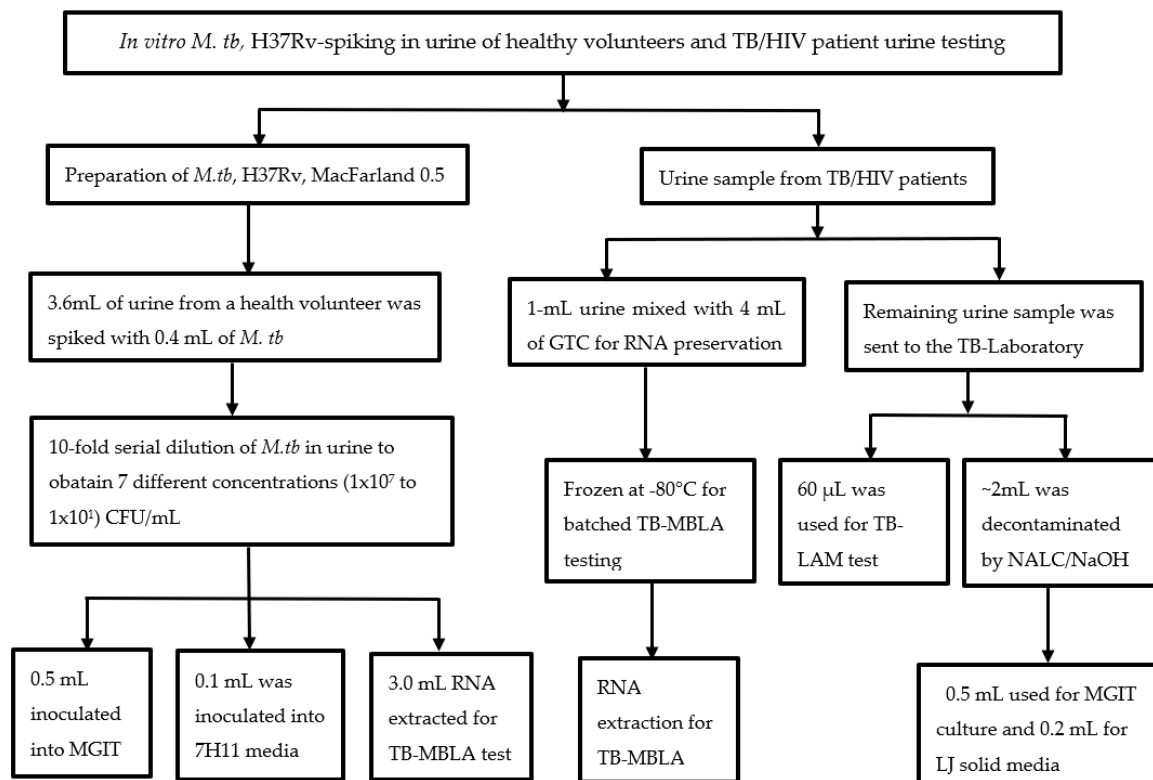 In vitro M. tb, H37Rv-spiking in urine of healthy volunteers and TB/HIV patient urine testing
Preparation of M.tb, H37Rv, MacFarland 0.5
Urine sample from TB/HIV patients
3.6mL of urine from a health volunteer was
spiked with 0.4 mL of M. tb
1-mL urine mixed with 4 mL
of GTC for RNA preservation
Remaining urine sample was
sent to the TB-Laboratory
10-fold serial dilution of M.tb in urine to
obatain 7 different concentrations (1x10⁷ to
1x10¹) CFU/mL
Frozen at -80°C for
batched TB-MBLA
testing
60 µL was
used for TB-
LAM test
~2mL was
decontaminated
by NALC/NaOH
0.5 mL
inoculated
into MGIT
0.1 mL was
inoculated into
7H11 media
3.0 mL RNA
extracted for
TB-MBLA test
RNA
extraction for
TB-MBLA
0.5 mL used for MGIT
culture and 0.2 mL for
LJ solid media